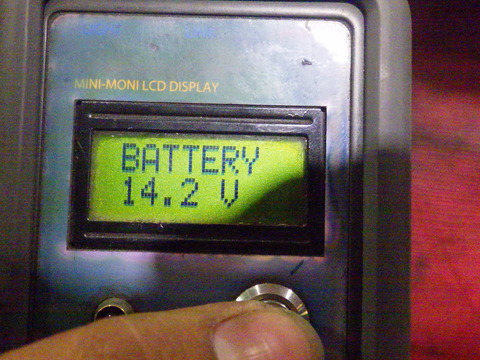 MINI-MONI LCD DISPLAY
BATTERY
14.2 V